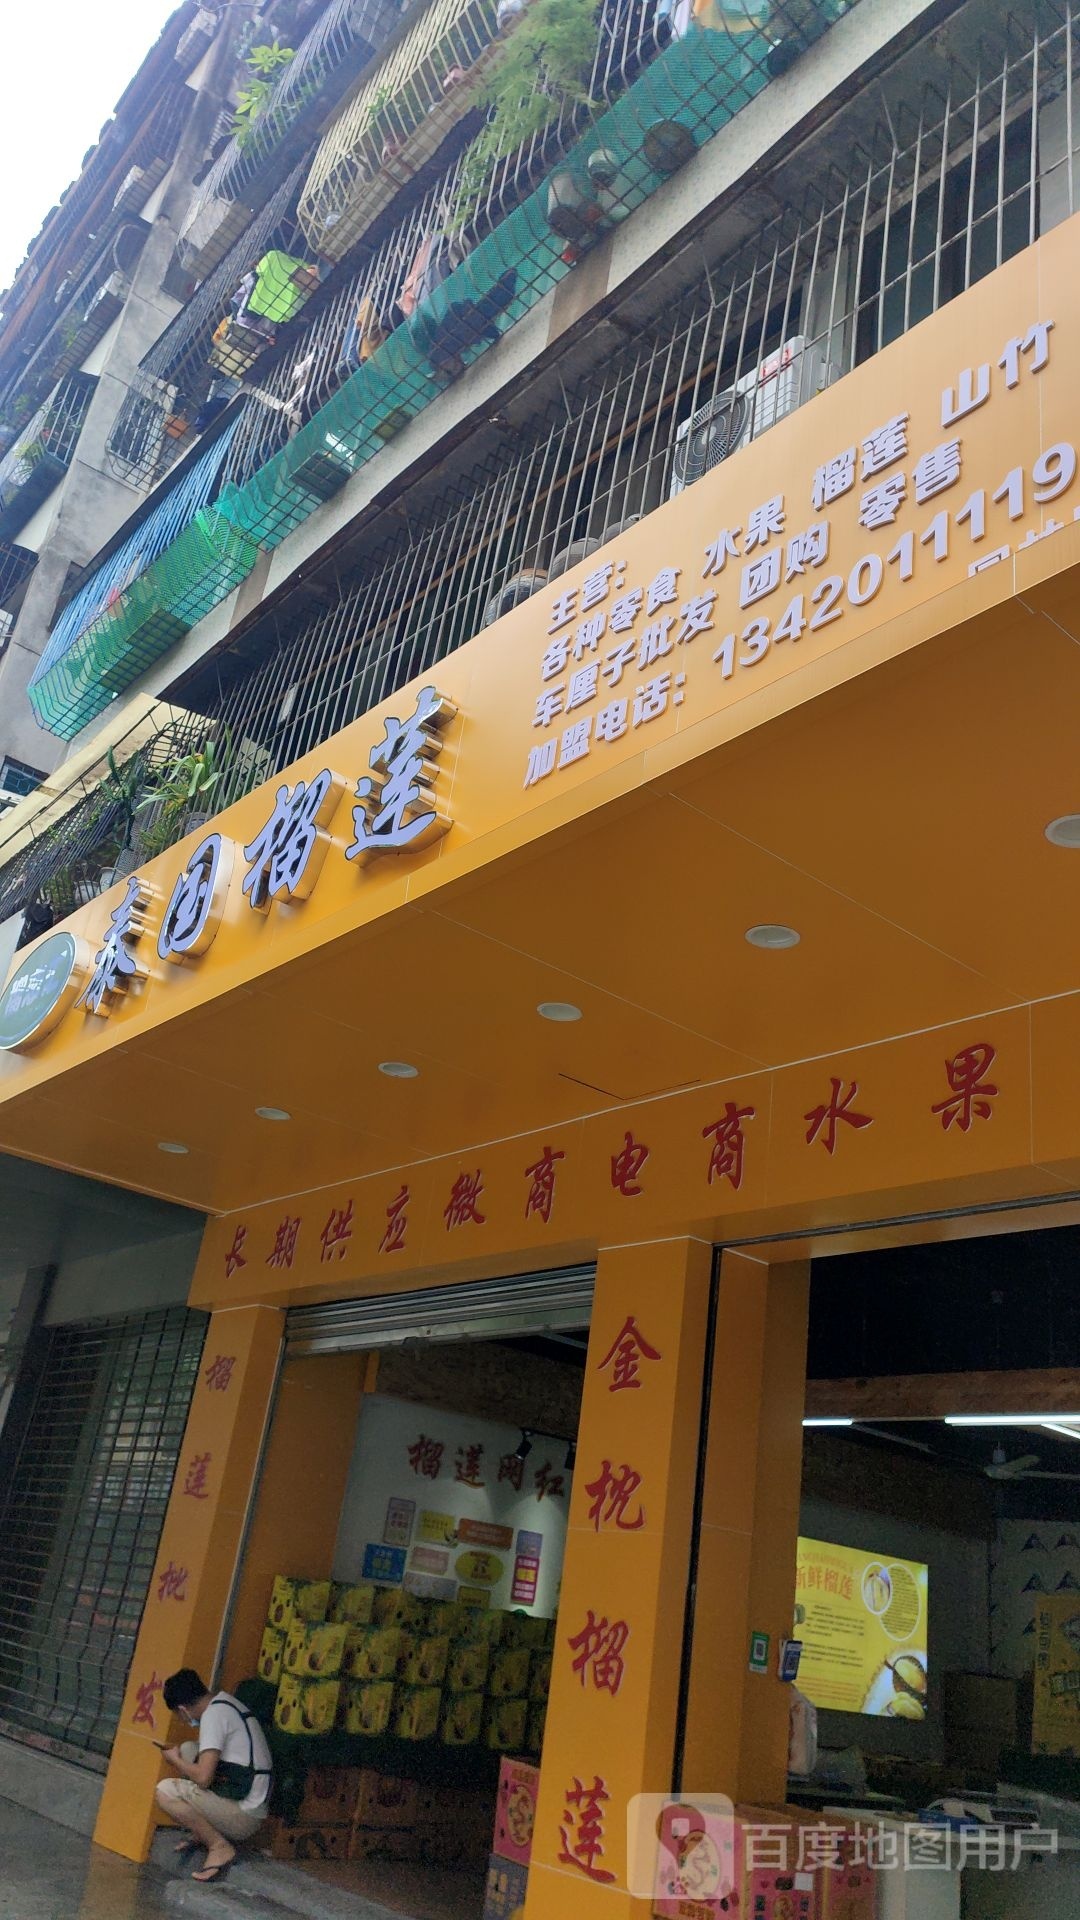 泰国榴莲
主营：
各种零食 水果 榴莲 山竹
车厘子批发 团购 零售
加盟电话：13420111119
长期供应微商电商水果
榴莲批发
金枕榴莲
榴莲网红
新鲜榴莲
百度地图用户